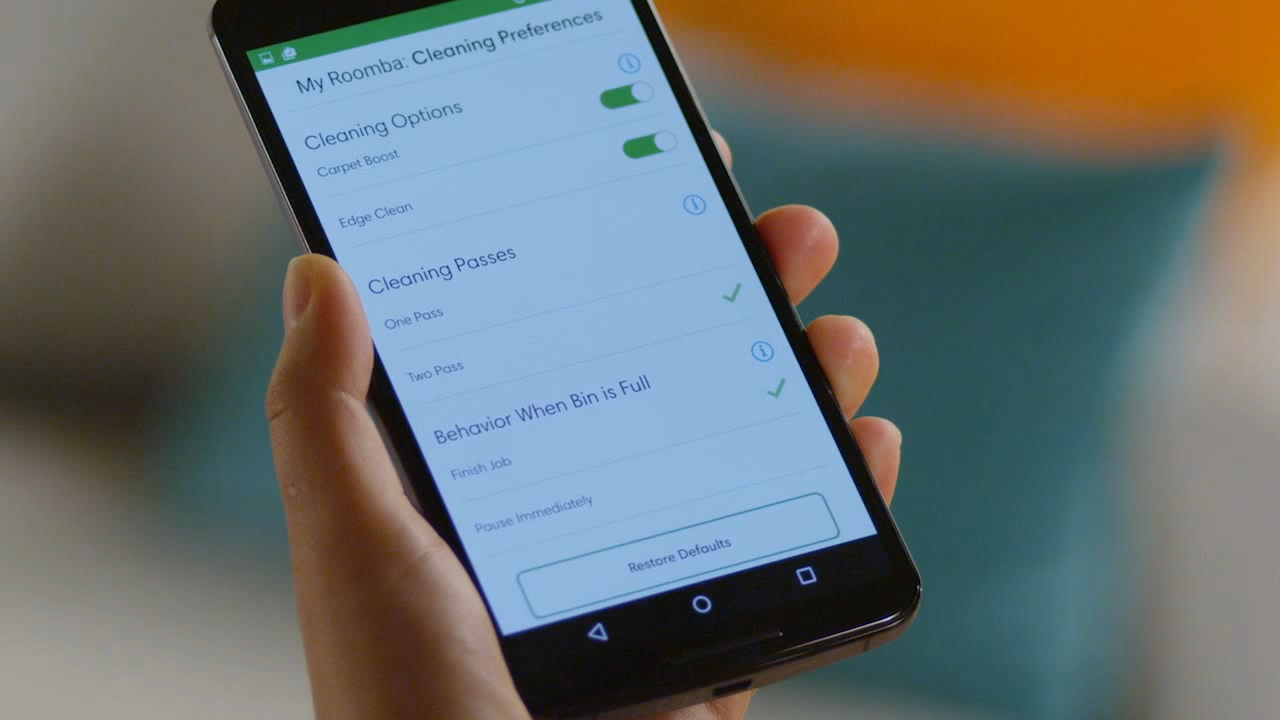 My Roomba: Cleaning Preferences
Cleaning Options
Carpet Boost
Edge Clean
Cleaning Passes
One Pass
Two Pass
Behavior When Bin is Full
Finish Job
Pause Immediately
Restore Defaults